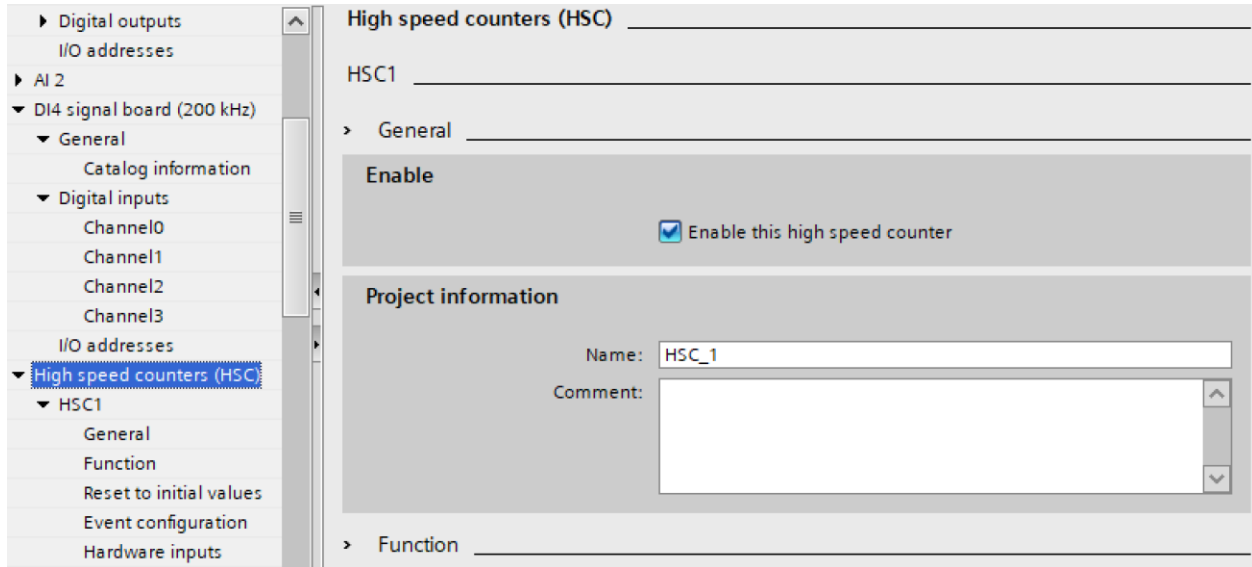 Digital outputs
I/O addresses
AI 2
DI4 signal board (200 kHz)
General
Catalog information
Digital inputs
Channel0
Channel1
Channel2
Channel3
I/O addresses
High speed counters (HSC)
HSC1
General
Function
Reset to initial values
Event configuration
Hardware inputs
High speed counters (HSC)
HSC1
General
Enable
Enable this high speed counter
Project information
Name: HSC_1
Comment:
Function